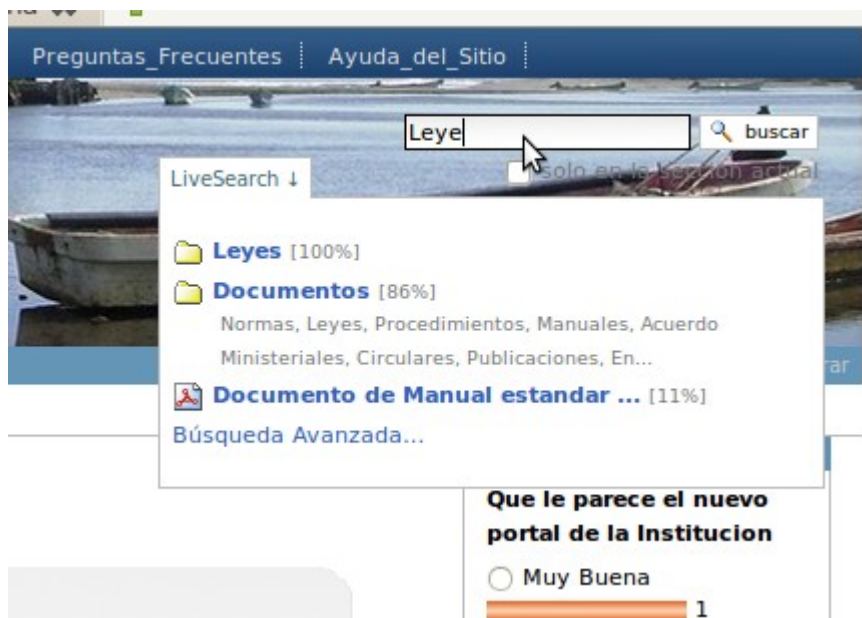 Preguntas_Frecuentes Ayuda_del_Sitio
Leye buscar
LiveSearch ↓ solo en la sección actual
Leyes [100%]
Documentos [86%]
Normas, Leyes, Procedimientos, Manuales, Acuerdo
Ministeriales, Circulares, Publicaciones, En...
Documento de Manual estandar ... [11%]
Búsqueda Avanzada...
Que le parece el nuevo
portal de la Institucion
Muy Buena
1